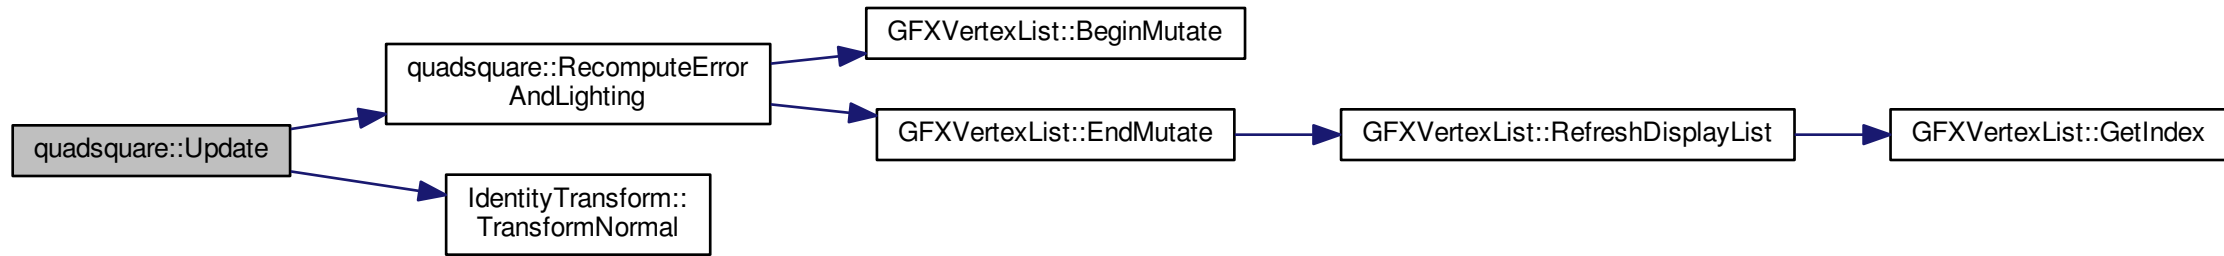 quadsquare::Update
quadsquare::RecomputeError
AndLighting
IdentityTransform::
TransformNormal
GFXVertexList::BeginMutate
GFXVertexList::EndMutate
GFXVertexList::RefreshDisplayList
GFXVertexList::GetIndex